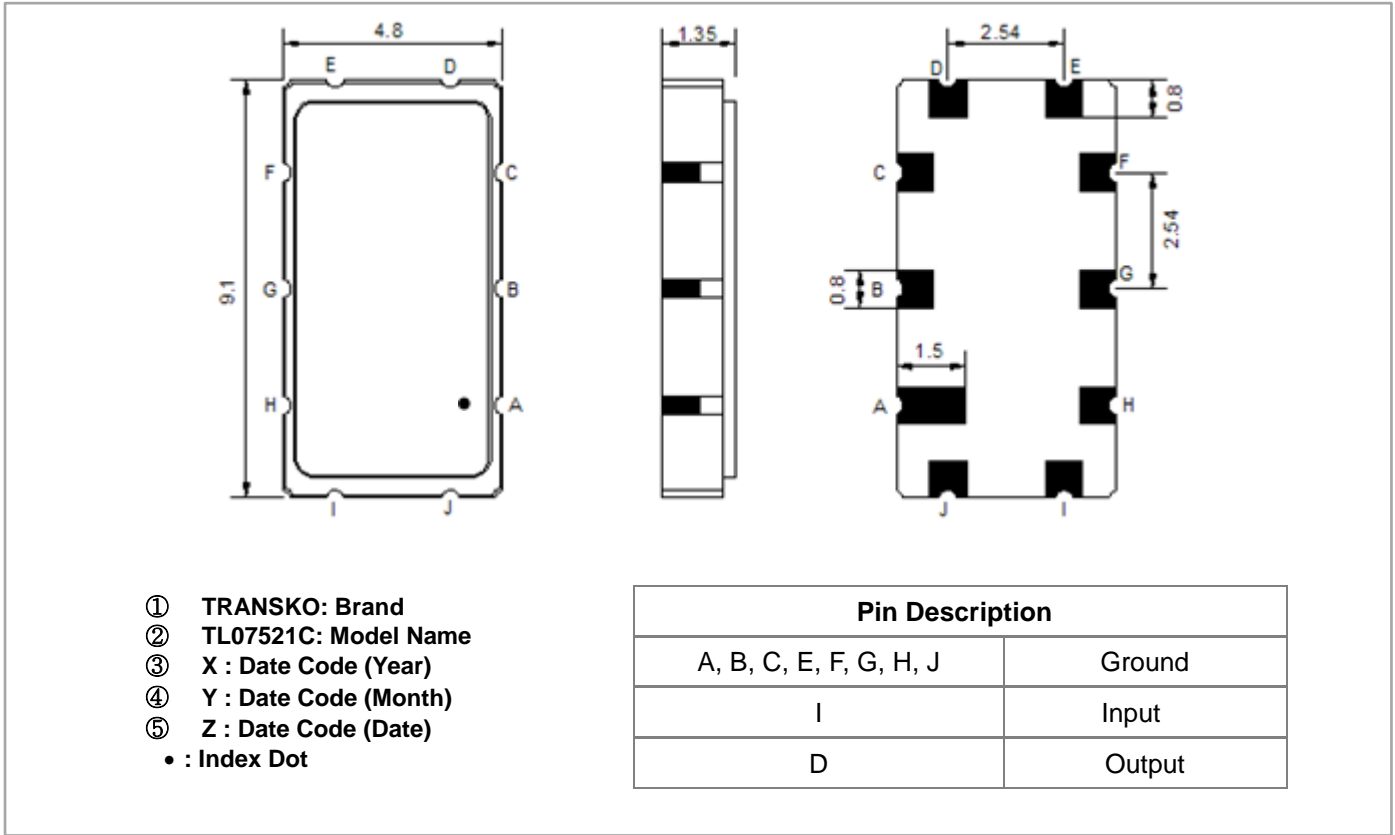 4.8
1.35
2.54
E D
D E
0.8
F C
C F
9.1
2.54
G B
0.8 B G
1.5
H A
A H
I J
J I
① TRANSKO: Brand
② TL07521C: Model Name
③ X : Date Code (Year)
④ Y : Date Code (Month)
⑤ Z : Date Code (Date)
• : Index Dot
Pin Description
A, B, C, E, F, G, H, J Ground
I Input
D Output